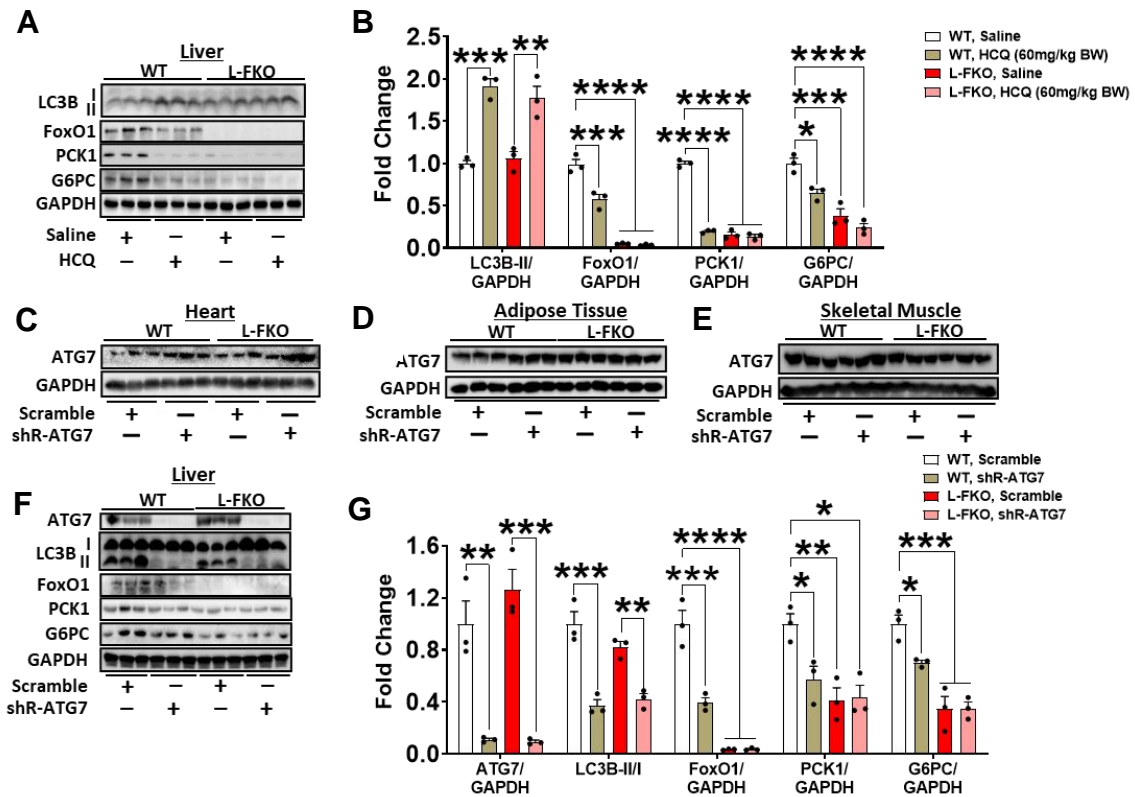 A
Liver
WT L-FKO
LC3B I
II
FoxO1
PCK1
G6PC
GAPDH
Saline + − + −
HCQ − + − +
B
Fold Change
2.5
2.0
1.5
1.0
0.5
0.0
*** ** **** *** **** **** **** *** *
LC3B-II/
GAPDH
FoxO1/
GAPDH
PCK1/
GAPDH
G6PC/
GAPDH
WT, Saline
WT, HCQ (60mg/kg BW)
L-FKO, Saline
L-FKO, HCQ (60mg/kg BW)
C
Heart
WT L-FKO
ATG7
GAPDH
Scramble + − + −
shR-ATG7 − + − +
D
Adipose Tissue
WT L-FKO
GAPDH
Scramble + − + −
shR-ATG7 − + − +
E
Skeletal Muscle
WT L-FKO
ATG7
GAPDH
Scramble + − + −
shR-ATG7 − + − +
F
Liver
WT L-FKO
ATG7
LC3B I
II
FoxO1
PCK1
G6PC
GAPDH
Scramble + − + −
shR-ATG7 − + − +
G
Fold Change
1.6
1.2
0.8
0.4
0.0
** *** *** ** **** *** * ** * *** *
ATG7/
GAPDH
LC3B-II/I
FoxO1/
GAPDH
PCK1/
GAPDH
G6PC/
GAPDH
WT, Scramble
WT, shR-ATG7
L-FKO, Scramble
L-FKO, shR-ATG7